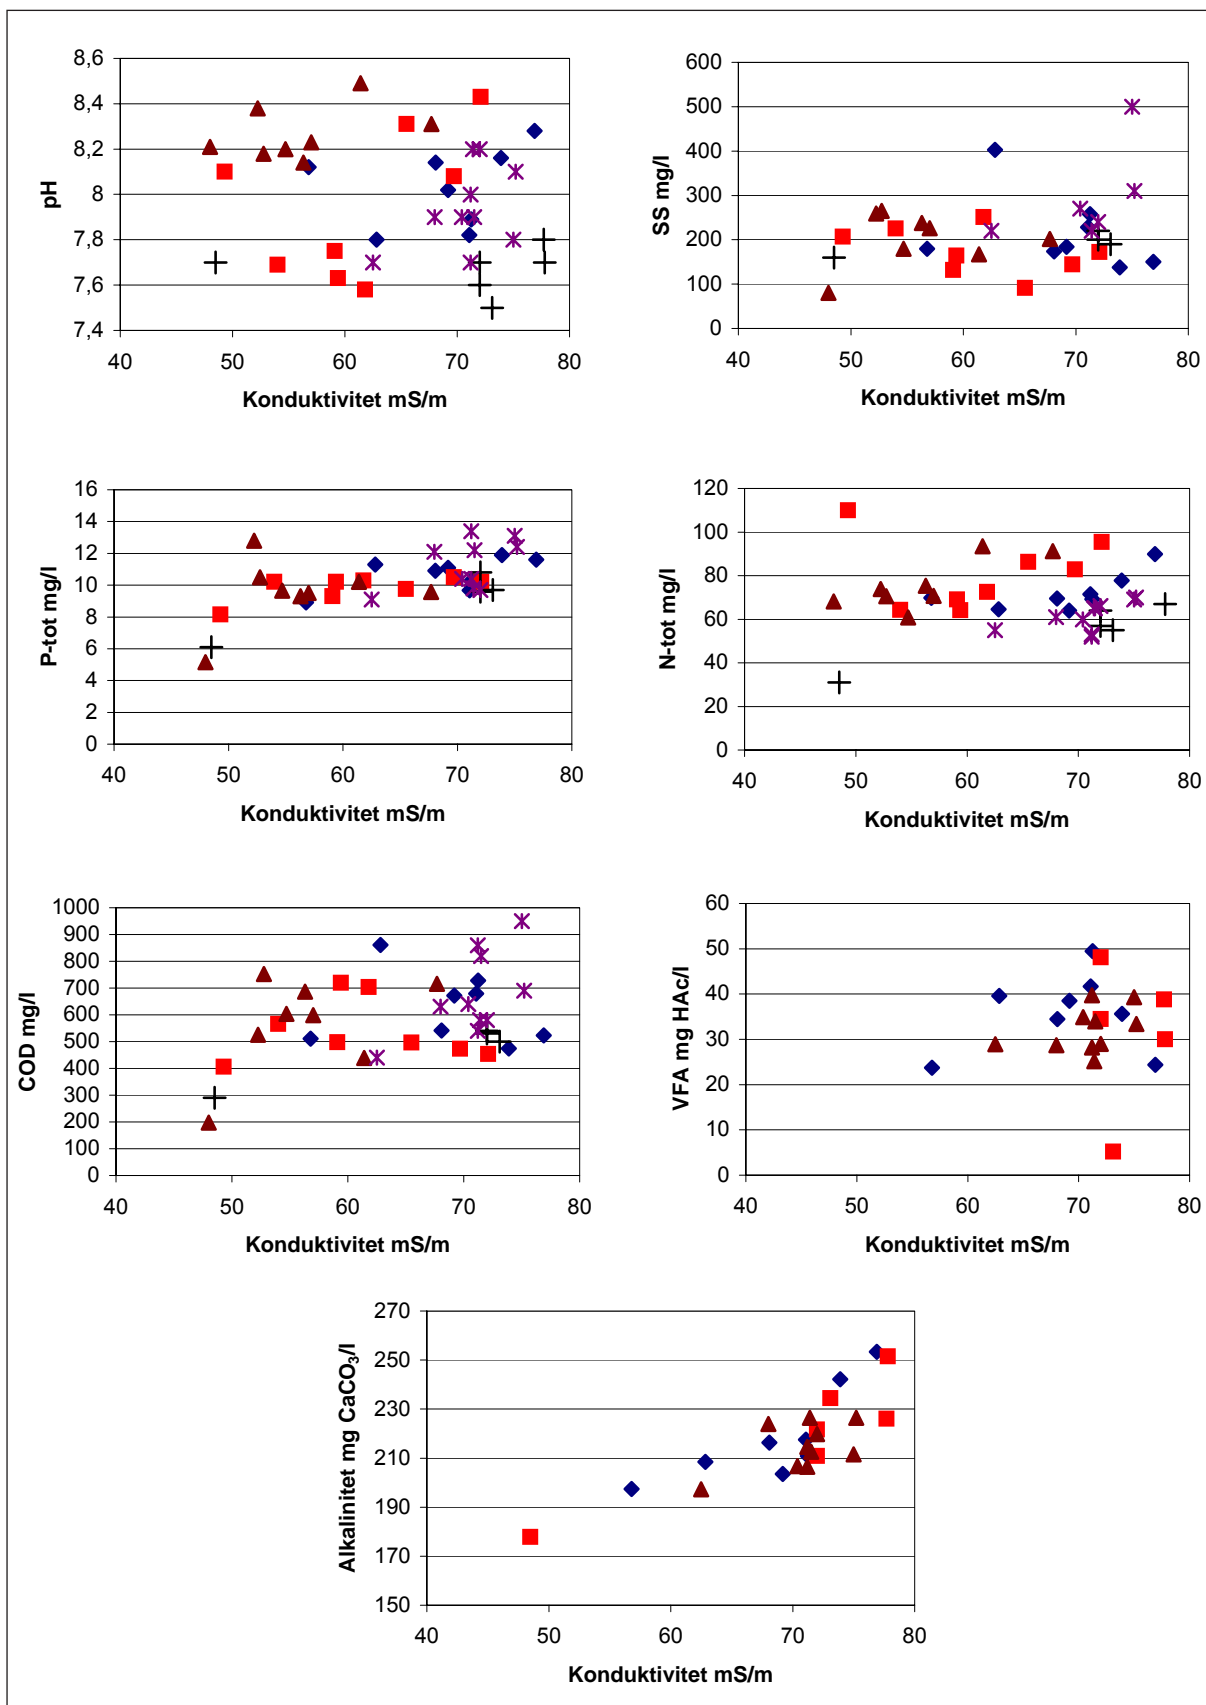 pH
8,6
8,4
8,2
8
7,8
7,6
7,4
40 50 60 70 80
Konduktivitet mS/m
SS mg/l
600
500
400
300
200
100
0
40 50 60 70 80
Konduktivitet mS/m
P-tot mg/l
16
14
12
10
8
6
4
2
0
40 50 60 70 80
Konduktivitet mS/m
N-tot mg/l
120
100
80
60
40
20
0
40 50 60 70 80
Konduktivitet mS/m
COD mg/l
1000
900
800
700
600
500
400
300
200
100
0
40 50 60 70 80
Konduktivitet mS/m
VFA mg HAc/l
60
50
40
30
20
10
0
40 50 60 70 80
Konduktivitet mS/m
Alkalinitet mg CaCO₃/l
270
250
230
210
190
170
150
40 50 60 70 80
Konduktivitet mS/m